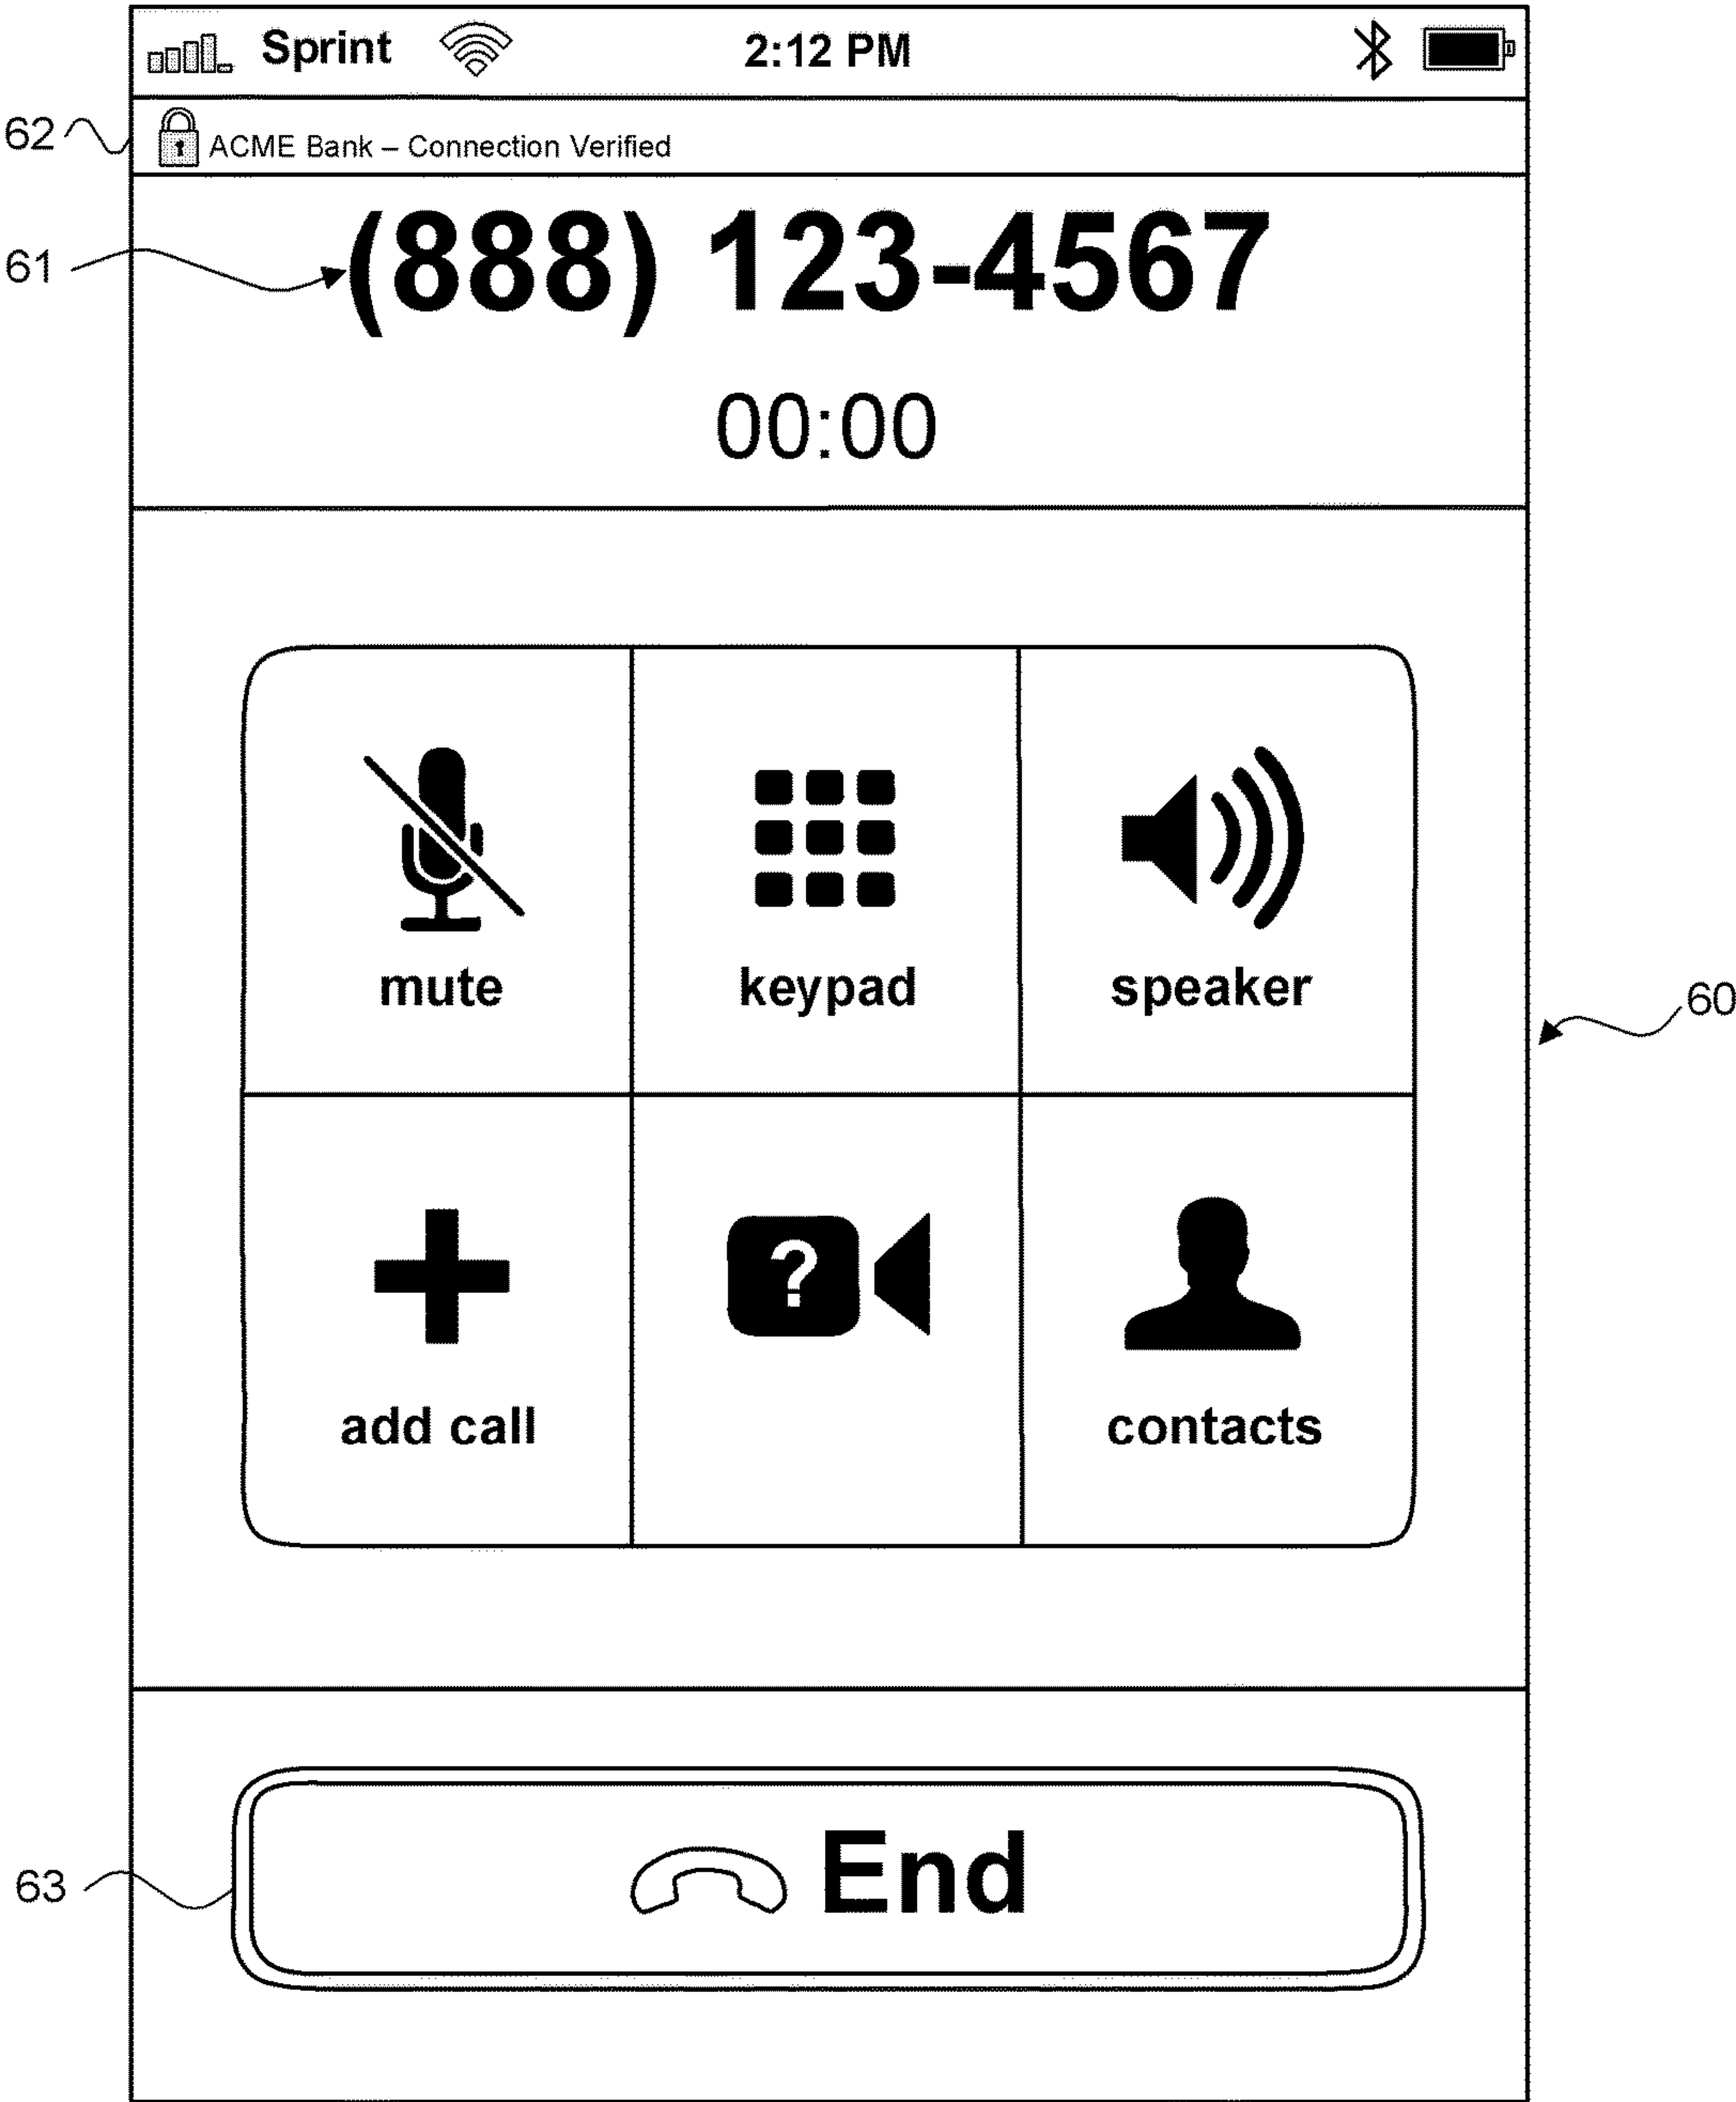 Sprint 2:12 PM
62 ACME Bank – Connection Verified
61 (888) 123-4567
00:00
mute keypad speaker
60
?
add call contacts
63 End